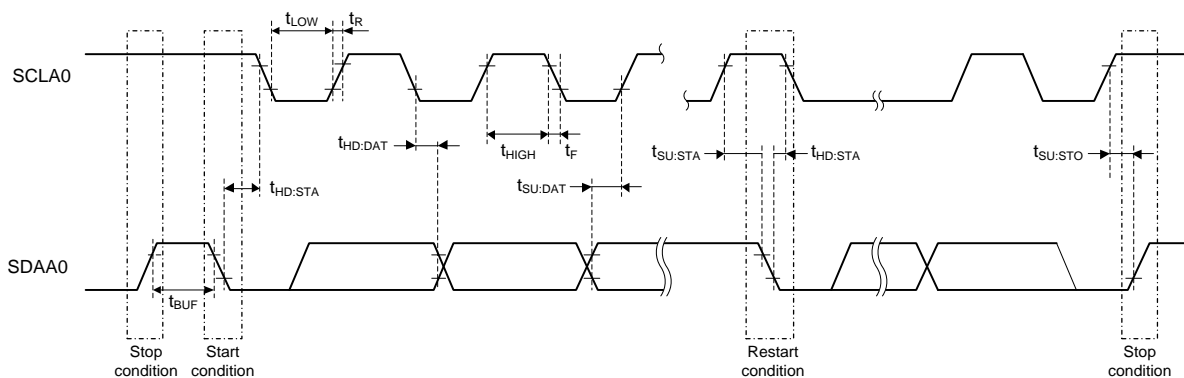 tLOW
tR
SCLA0
tHD:DAT
tHIGH
tF
tSU:STA
tHD:STA
tSU:STO
tHD:STA
tSU:DAT
SDAA0
tBUF
Stop
condition
Start
condition
Restart
condition
Stop
condition